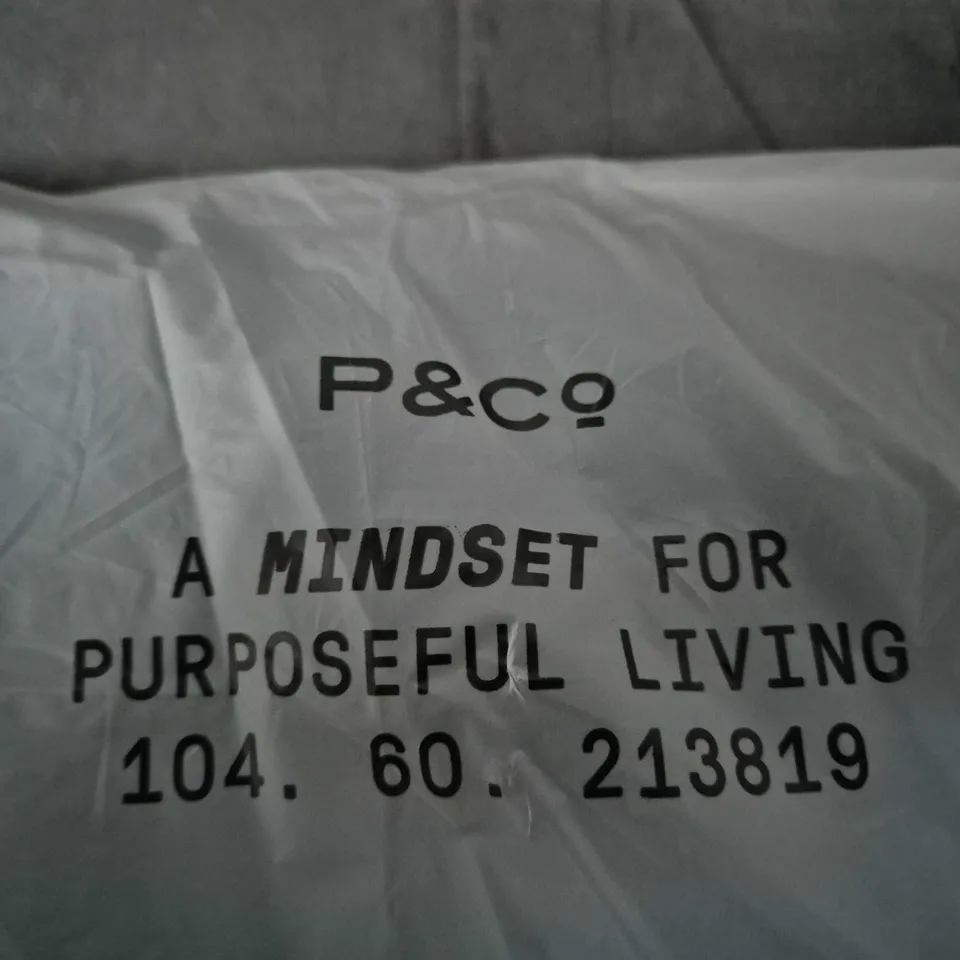 P&Cº
A MINDSET FOR
PURPOSEFUL LIVING
104. 60. 213819